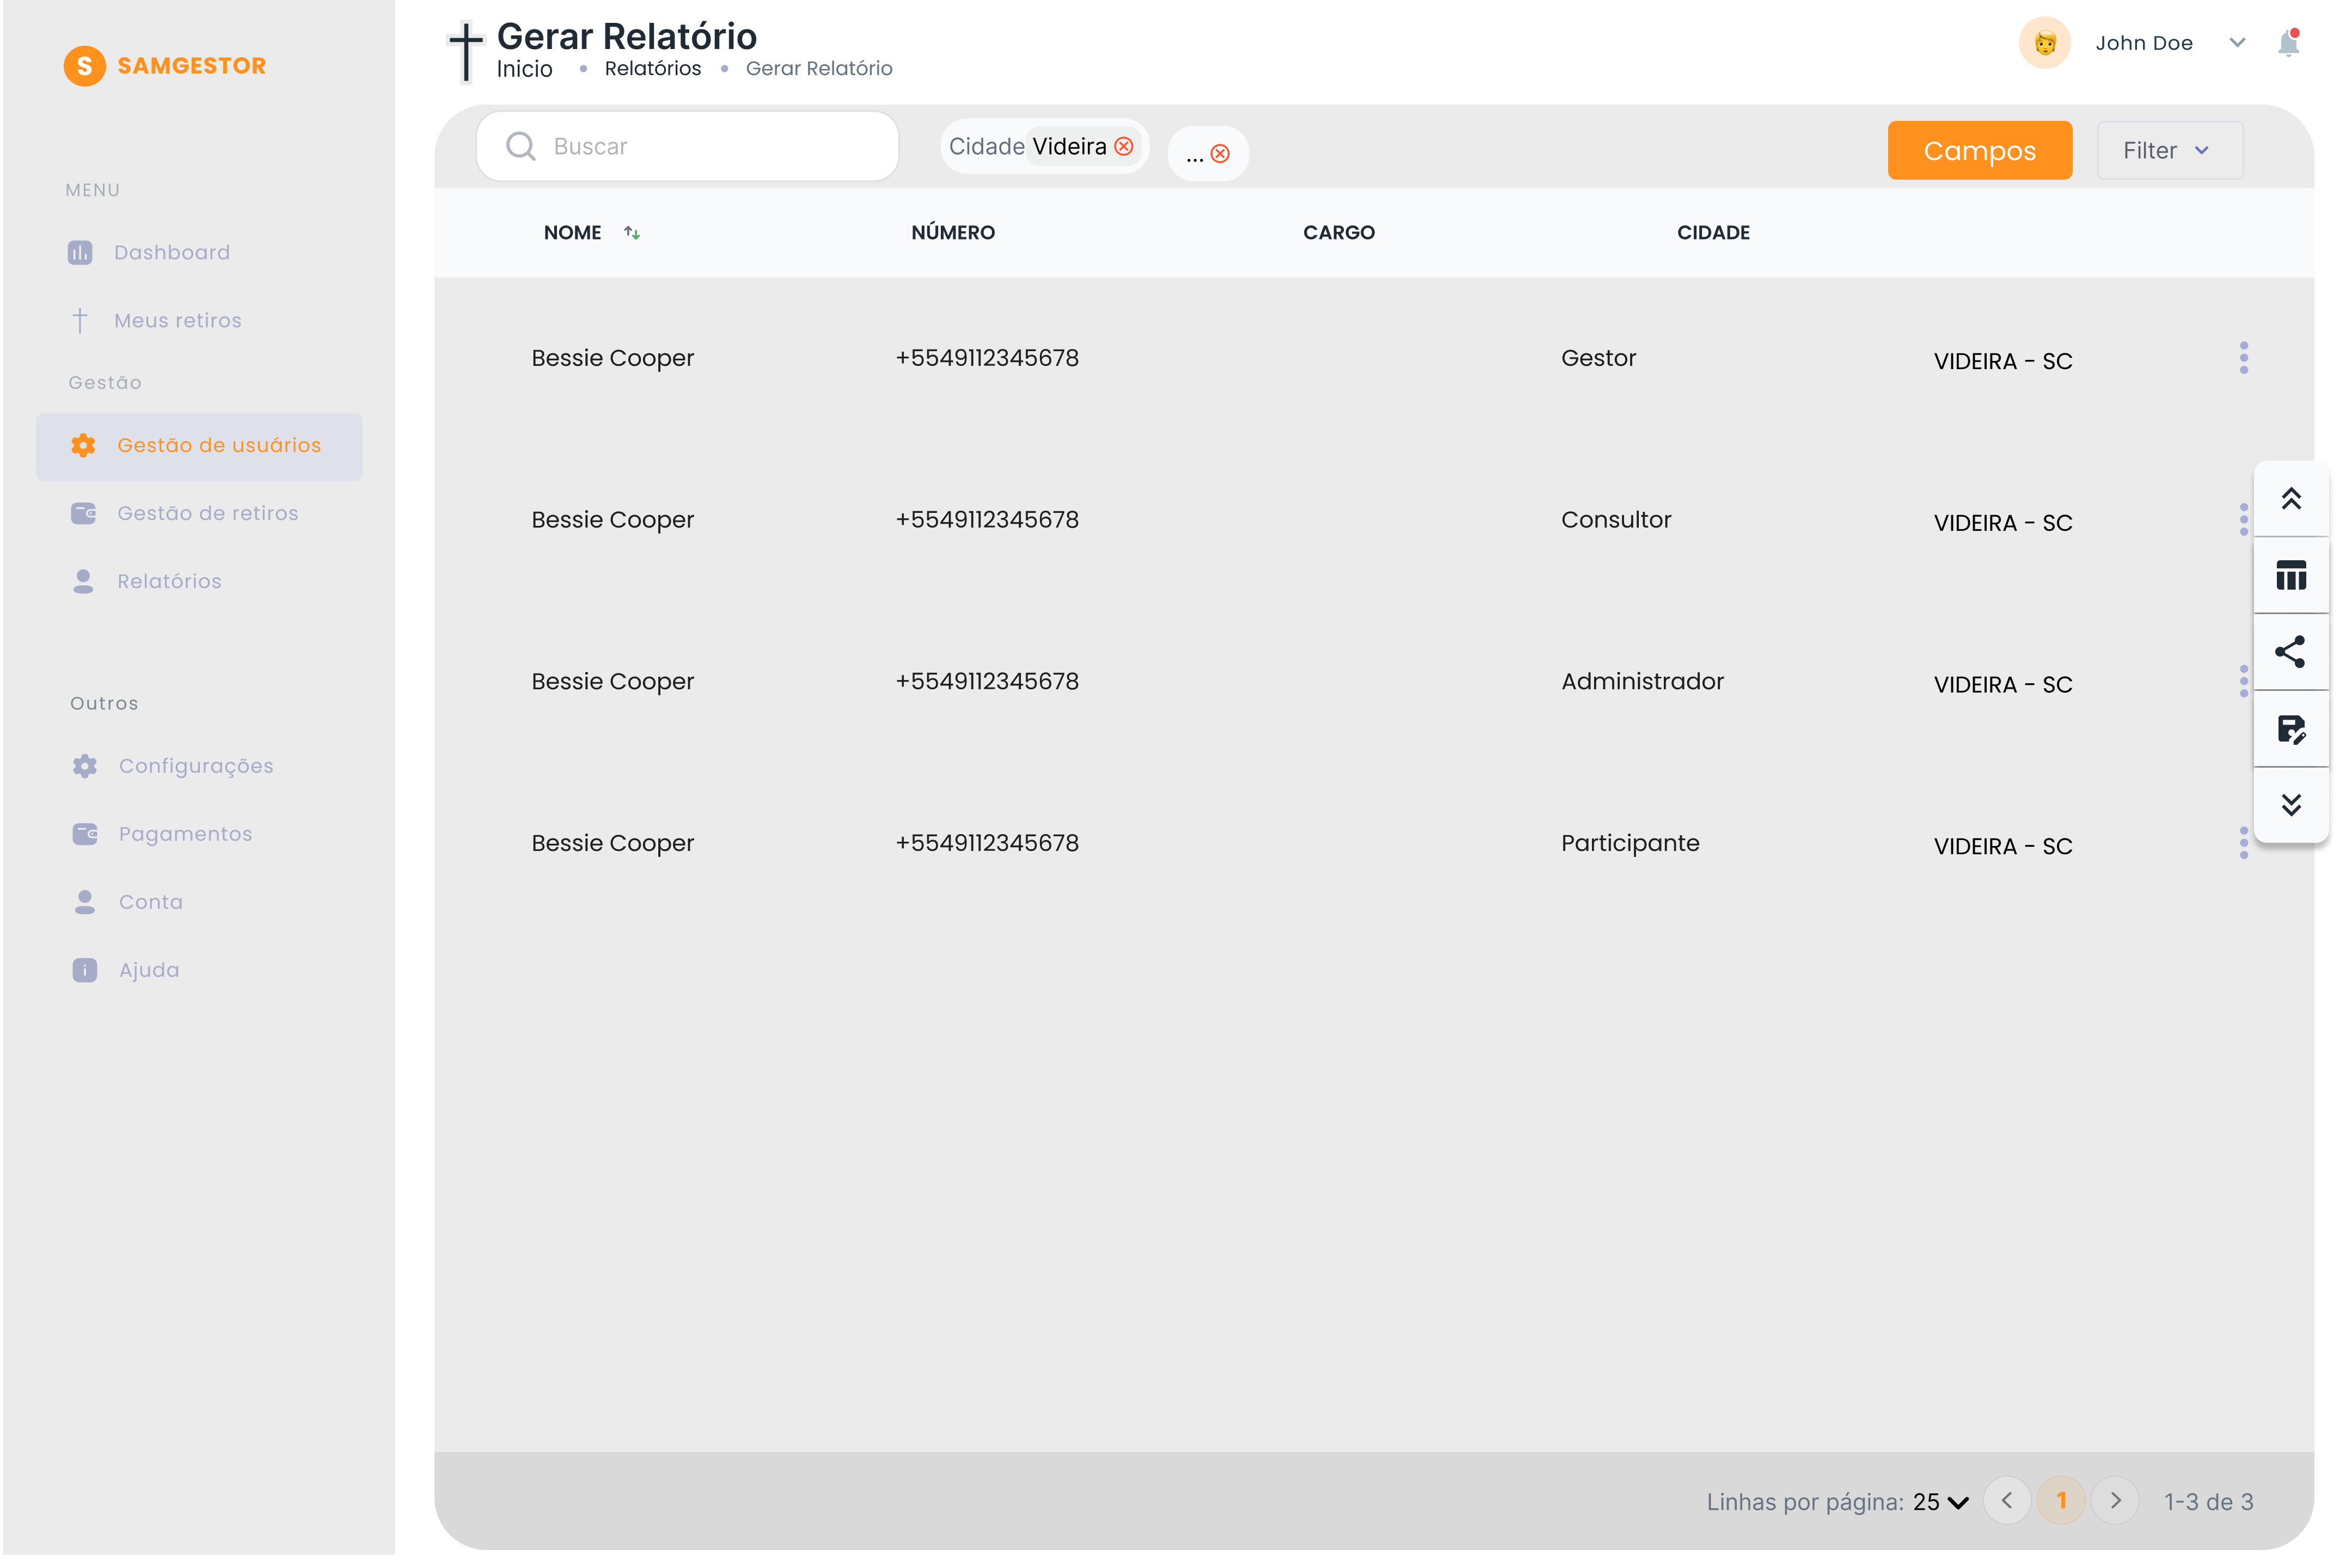 S SAMGESTOR
MENU
Dashboard
Meus retiros
Gestão
Gestão de usuários
Gestão de retiros
Relatórios
Outros
Configurações
Pagamentos
Conta
Ajuda
Gerar Relatório
Inicio • Relatórios • Gerar Relatório
John Doe
Buscar
Cidade Videira
...
Campos
Filter
NOME NÚMERO CARGO CIDADE
Bessie Cooper +5549112345678 Gestor VIDEIRA - SC
Bessie Cooper +5549112345678 Consultor VIDEIRA - SC
Bessie Cooper +5549112345678 Administrador VIDEIRA - SC
Bessie Cooper +5549112345678 Participante VIDEIRA - SC
Linhas por página: 25 1 1-3 de 3